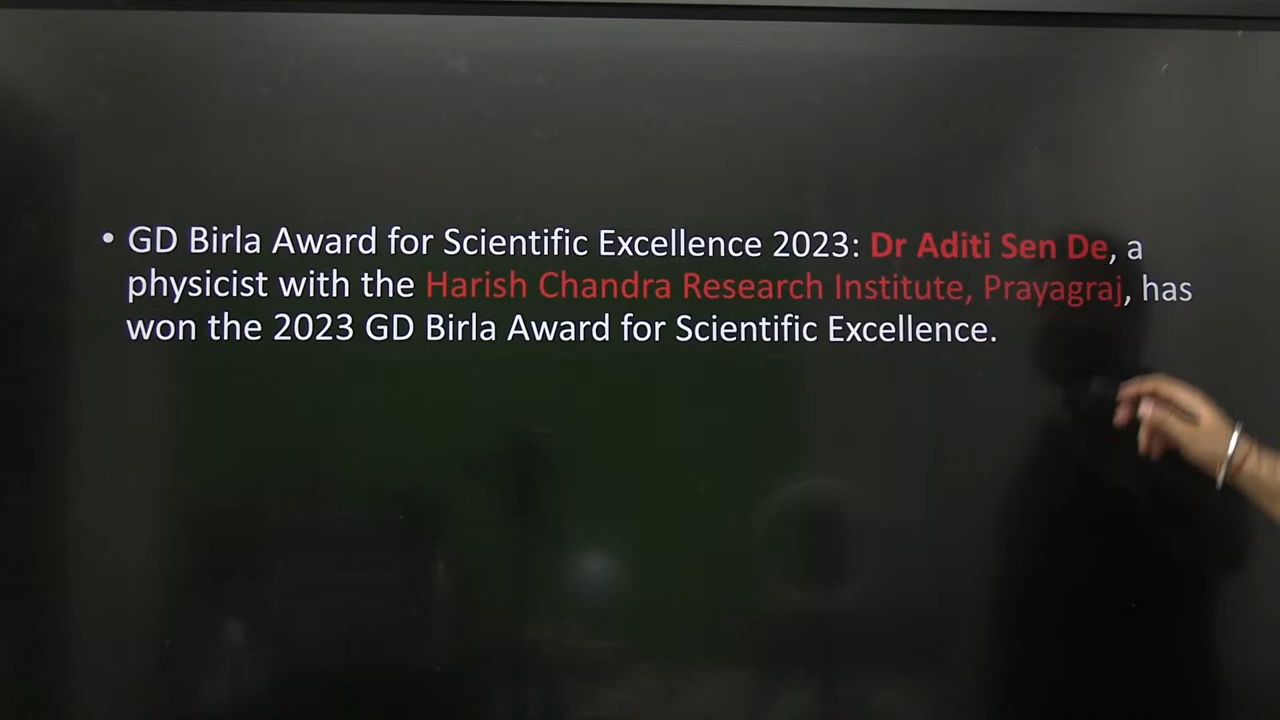 • GD Birla Award for Scientific Excellence 2023: Dr Aditi Sen De, a
physicist with the Harish Chandra Research Institute, Prayagraj, has
won the 2023 GD Birla Award for Scientific Excellence.